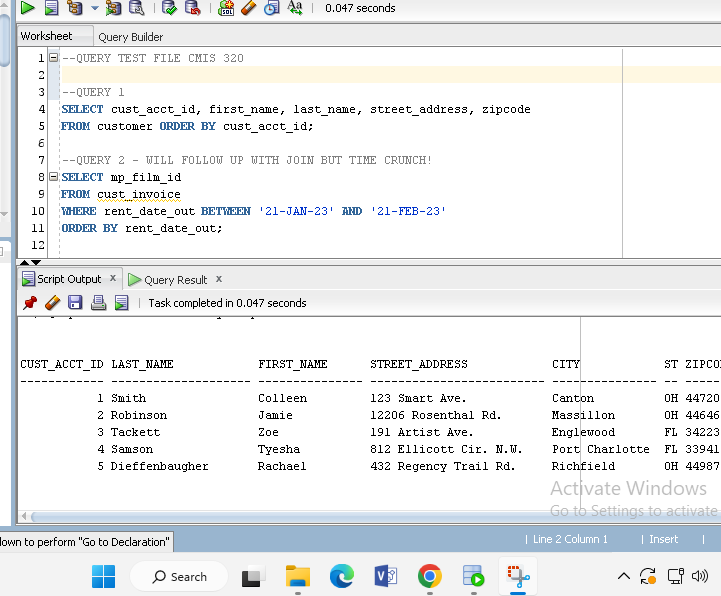 0.047 seconds
Worksheet Query Builder
1 --QUERY TEST FILE CMIS 320
2
3 --QUERY 1
4 SELECT cust_acct_id, first_name, last_name, street_address, zipcode
5 FROM customer ORDER BY cust_acct_id;
6
7 --QUERY 2 - WILL FOLLOW UP WITH JOIN BUT TIME CRUNCH!
8 SELECT mp_film_id
9 FROM cust_invoice
10 WHERE rent_date_out BETWEEN '21-JAN-23' AND '21-FEB-23'
11 ORDER BY rent_date_out;
12
Script Output x Query Result x
Task completed in 0.047 seconds
CUST_ACCT_ID LAST_NAME FIRST_NAME STREET_ADDRESS CITY ST ZIPCO
------------ -------------------- --------------- ------------------------- --------------- -- -----
1 Smith Colleen 123 Smart Ave. Canton OH 44720
2 Robinson Jamie 12206 Rosenthal Rd. Massillon OH 44646
3 Tackett Zoe 191 Artist Ave. Englewood FL 34223
4 Samson Tyesha 812 Ellicott Cir. N.W. Port Charlotte FL 33941
5 Dieffenbaugher Rachael 432 Regency Trail Rd. Richfield OH 44987
Activate Windows
Go to Settings to activate
down to perform "Go to Declaration" | Line 2 Column 1 | Insert |
Search